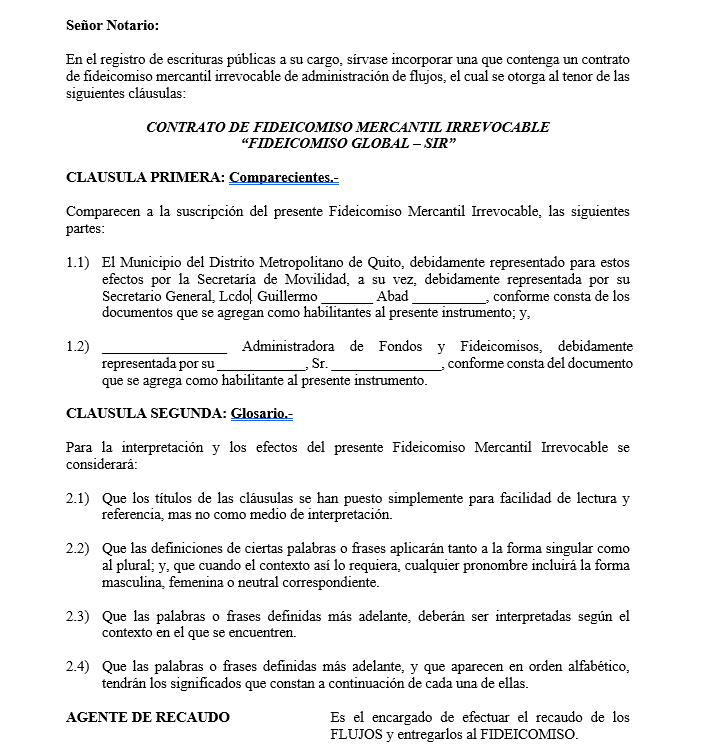 Señor Notario:
En el registro de escrituras públicas a su cargo, sírvase incorporar una que contenga un contrato
de fideicomiso mercantil irrevocable de administración de flujos, el cual se otorga al tenor de las
siguientes cláusulas:
CONTRATO DE FIDEICOMISO MERCANTIL IRREVOCABLE
“FIDEICOMISO GLOBAL – SIR”
CLAUSULA PRIMERA: Comparecientes.-
Comparecen a la suscripción del presente Fideicomiso Mercantil Irrevocable, las siguientes
partes:
1.1) El Municipio del Distrito Metropolitano de Quito, debidamente representado para estos
efectos por la Secretaría de Movilidad, a su vez, debidamente representada por su
Secretario General, Lcdo Guillermo _______ Abad __________, conforme consta de los
documentos que se agregan como habilitantes al presente instrumento; y,
1.2) _________________ Administradora de Fondos y Fideicomisos, debidamente
representada por su ____________, Sr. _______________, conforme consta del documento
que se agrega como habilitante al presente instrumento.
CLAUSULA SEGUNDA: Glosario.-
Para la interpretación y los efectos del presente Fideicomiso Mercantil Irrevocable se
considerará:
2.1) Que los títulos de las cláusulas se han puesto simplemente para facilidad de lectura y
referencia, mas no como medio de interpretación.
2.2) Que las definiciones de ciertas palabras o frases aplicarán tanto a la forma singular como
al plural; y, que cuando el contexto así lo requiera, cualquier pronombre incluirá la forma
masculina, femenina o neutral correspondiente.
2.3) Que las palabras o frases definidas más adelante, deberán ser interpretadas según el
contexto en el que se encuentren.
2.4) Que las palabras o frases definidas más adelante, y que aparecen en orden alfabético,
tendrán los significados que constan a continuación de cada una de ellas.
AGENTE DE RECAUDO Es el encargado de efectuar el recaudo de los
FLUJOS y entregarlos al FIDEICOMISO.